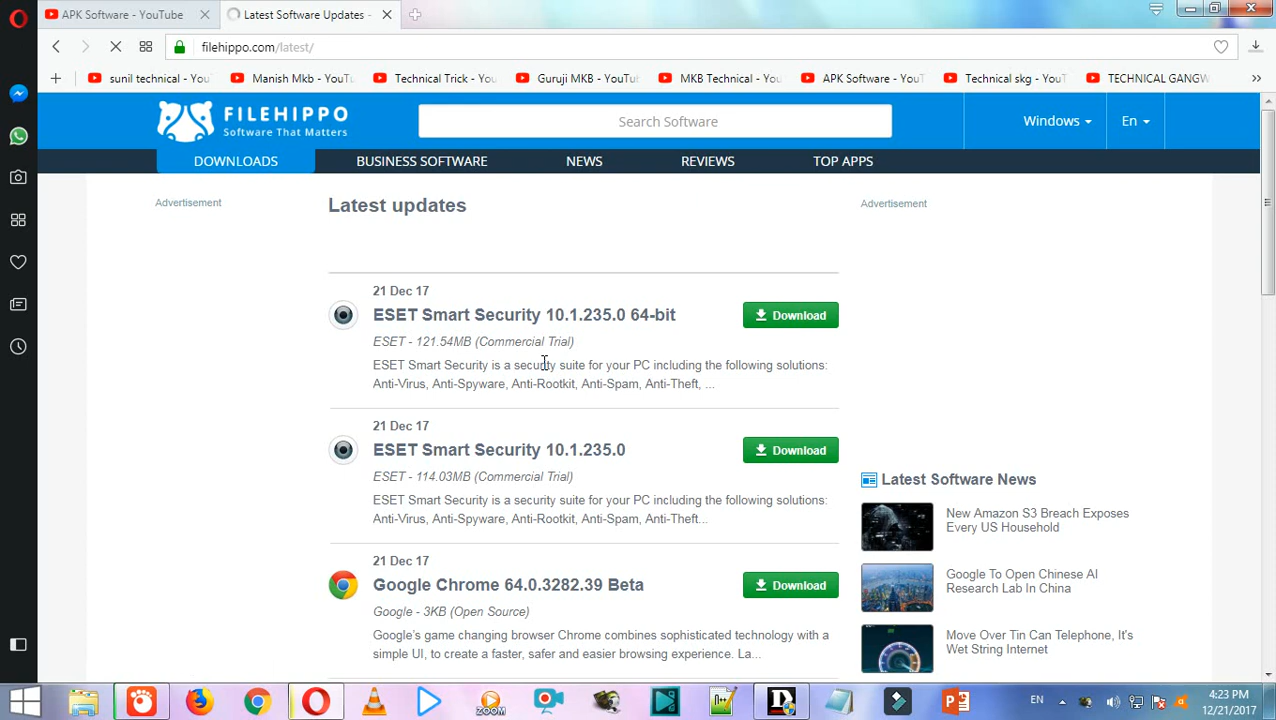 APK Software - YouTube
Latest Software Updates -
filehippo.com/latest/
sunil technical - You
Manish Mkb - YouTu
Technical Trick - You
Guruji MKB - YouTub
MKB Technical - You
APK Software - YouT
Technical skg - YouT
TECHNICAL GANGW
FILEHIPPO
Software That Matters
Search Software
Windows
En
DOWNLOADS
BUSINESS SOFTWARE
NEWS
REVIEWS
TOP APPS
Advertisement
Latest updates
Advertisement
21 Dec 17
ESET Smart Security 10.1.235.0 64-bit
Download
ESET - 121.54MB (Commercial Trial)
ESET Smart Security is a security suite for your PC including the following solutions:
Anti-Virus, Anti-Spyware, Anti-Rootkit, Anti-Spam, Anti-Theft, ...
21 Dec 17
ESET Smart Security 10.1.235.0
Download
ESET - 114.03MB (Commercial Trial)
ESET Smart Security is a security suite for your PC including the following solutions:
Anti-Virus, Anti-Spyware, Anti-Rootkit, Anti-Spam, Anti-Theft...
21 Dec 17
Google Chrome 64.0.3282.39 Beta
Download
Google - 3KB (Open Source)
Google's game changing browser Chrome combines sophisticated technology with a
simple UI, to create a faster, safer and easier browsing experience. La...
Latest Software News
New Amazon S3 Breach Exposes
Every US Household
Google To Open Chinese AI
Research Lab In China
Move Over Tin Can Telephone, It's
Wet String Internet
ZOOM
EN
4:23 PM
12/21/2017